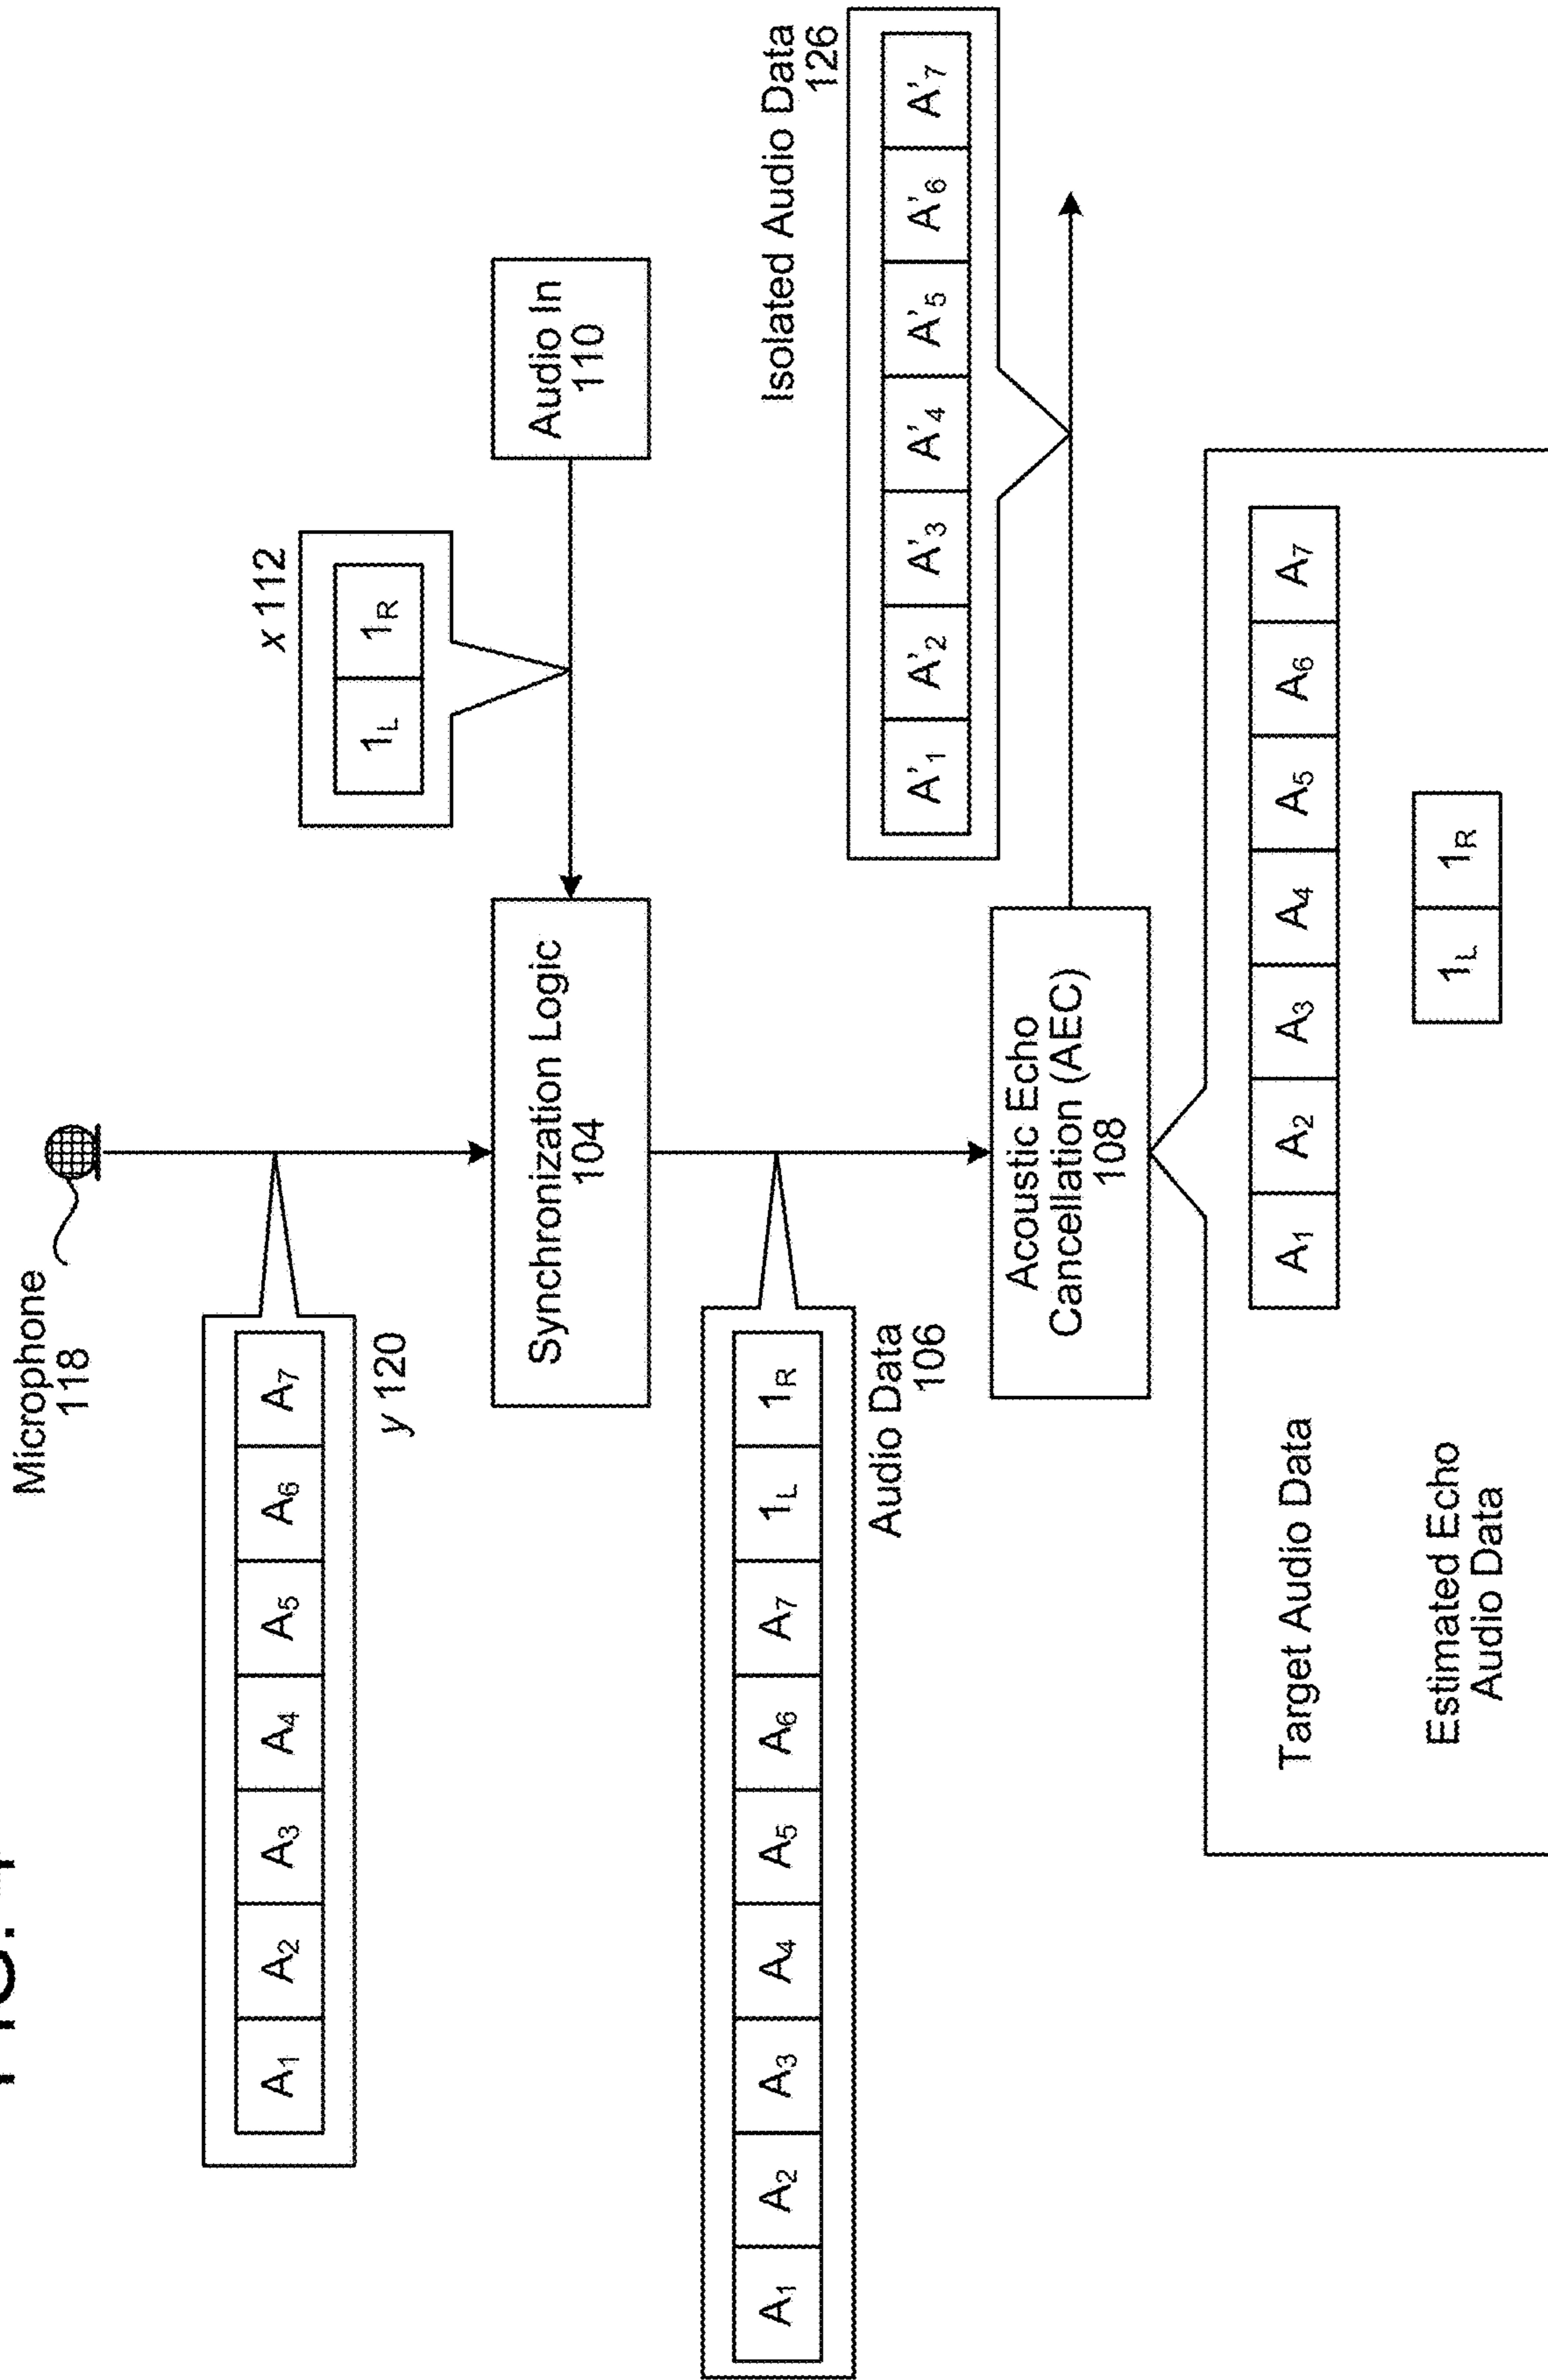 Microphone
118
A1 A2 A3 A4 A5 A6 A7
y 120
x 112
1L 1R
Audio In
110
Synchronization Logic
104
A1 A2 A3 A4 A5 A6 A7 1L 1R
Audio Data
106
Isolated Audio Data
126
A'1 A'2 A'3 A'4 A'5 A'6 A'7
Acoustic Echo
Cancellation (AEC)
108
Target Audio Data
A1 A2 A3 A4 A5 A6 A7
Estimated Echo
Audio Data
1L 1R